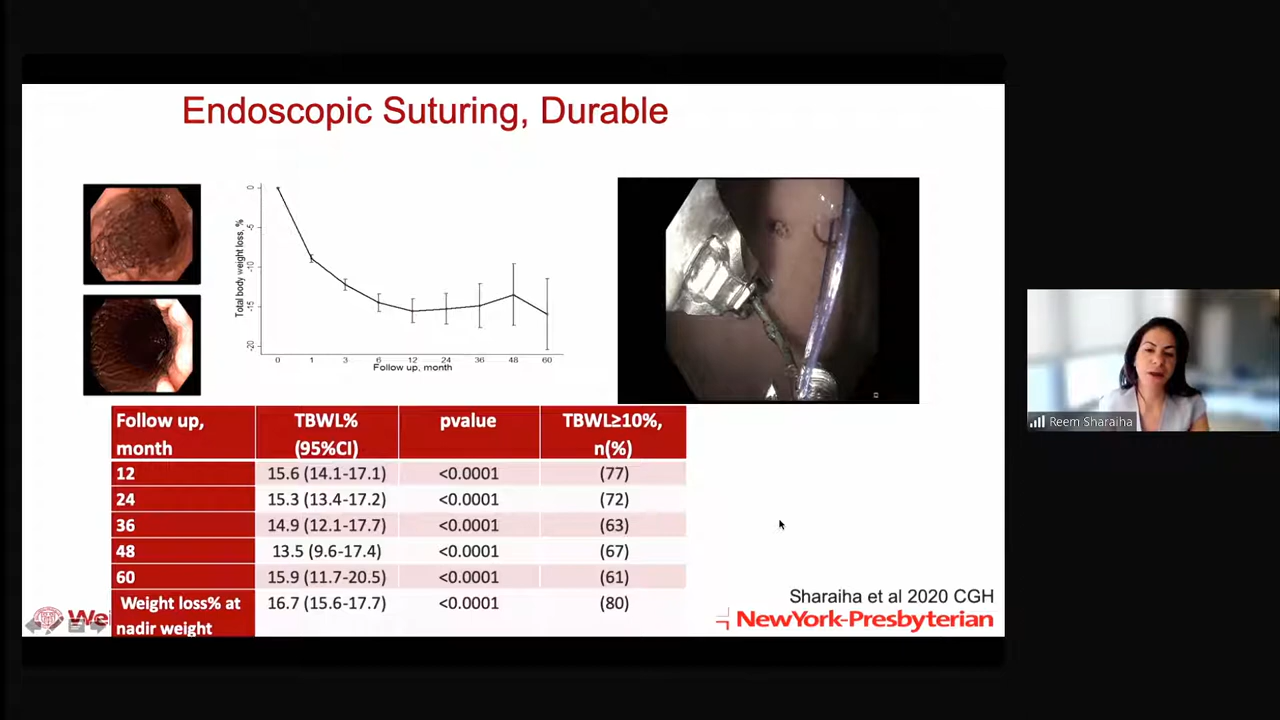 Endoscopic Suturing, Durable
Total body weight loss, %
0
-5
-10
-15
-20
0 1 3 6 12 24 36 48 60
Follow up, month
Follow up, month TBWL% (95%CI) pvalue TBWL≥10%, n(%)
12 15.6 (14.1-17.1) <0.0001 (77)
24 15.3 (13.4-17.2) <0.0001 (72)
36 14.9 (12.1-17.7) <0.0001 (63)
48 13.5 (9.6-17.4) <0.0001 (67)
60 15.9 (11.7-20.5) <0.0001 (61)
Weight loss% at nadir weight 16.7 (15.6-17.7) <0.0001 (80)
Sharaiha et al 2020 CGH
NewYork-Presbyterian
Reem Sharaiha